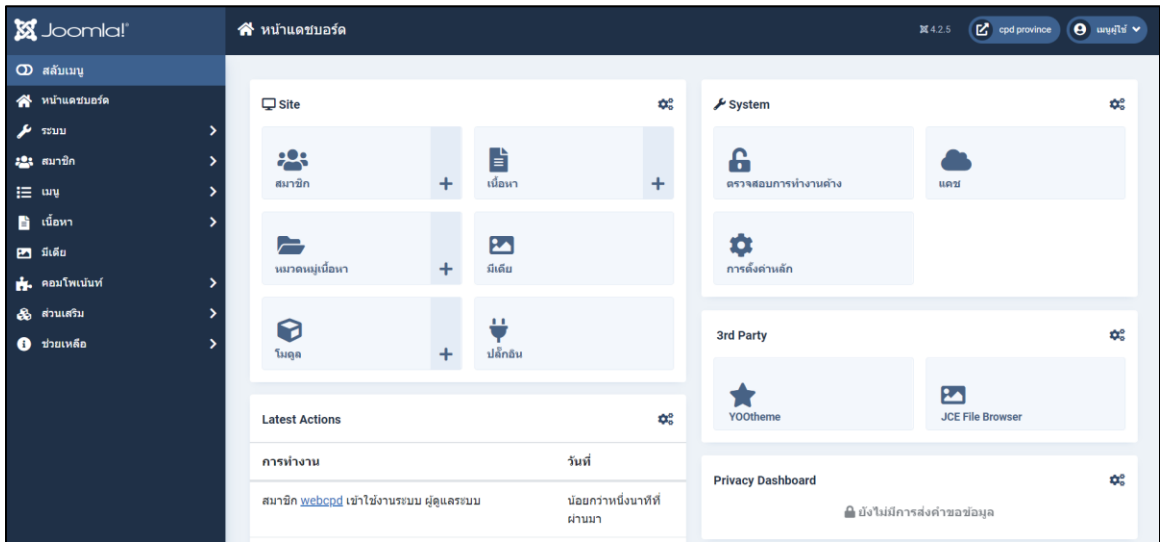 Joomla!®
หน้าแดชบอร์ด
4.2.5
cpd province
เมนูผู้ใช้
สลับเมนู
หน้าแดชบอร์ด
ระบบ
สมาชิก
เมนู
เนื้อหา
มีเดีย
คอมโพเน้นท์
ส่วนเสริม
ช่วยเหลือ
Site
สมาชิก
เนื้อหา
หมวดหมู่เนื้อหา
มีเดีย
โมดูล
ปลั๊กอิน
Latest Actions
การทำงาน วันที่
สมาชิก webcpd เข้าใช้งานระบบ ผู้ดูแลระบบ น้อยกว่าหนึ่งนาทีที่
ผ่านมา
System
ตรวจสอบการทำงานค้าง
แคช
การตั้งค่าหลัก
3rd Party
YOOtheme
JCE File Browser
Privacy Dashboard
ยังไม่มีการส่งคำขอข้อมูล